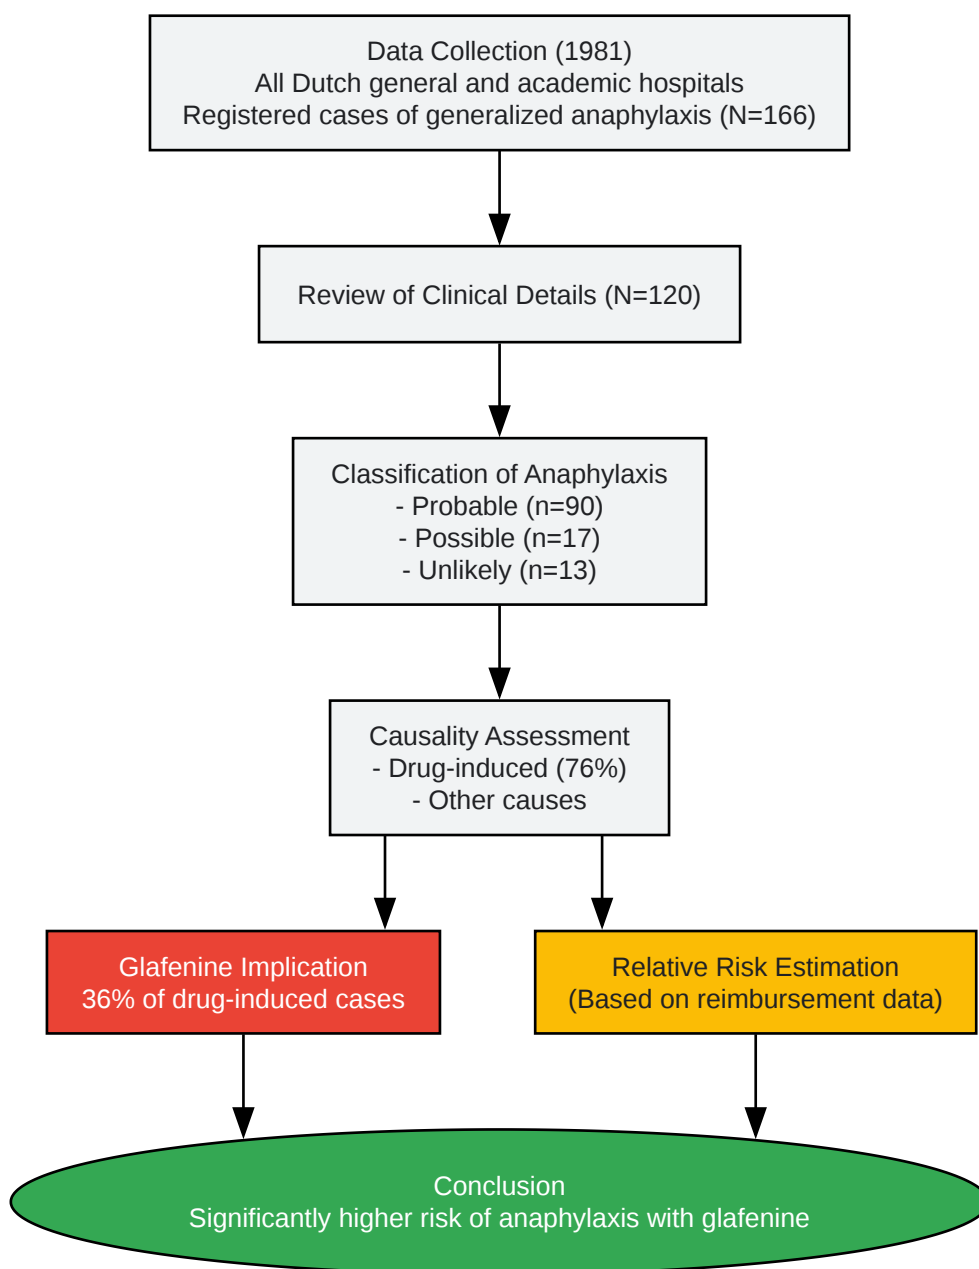 Data Collection (1981)
All Dutch general and academic hospitals
Registered cases of generalized anaphylaxis (N=166)
Review of Clinical Details (N=120)
Classification of Anaphylaxis
- Probable (n=90)
- Possible (n=17)
- Unlikely (n=13)
Causality Assessment
- Drug-induced (76%)
- Other causes
Glafenine Implication
36% of drug-induced cases
Relative Risk Estimation
(Based on reimbursement data)
Conclusion
Significantly higher risk of anaphylaxis with glafenine